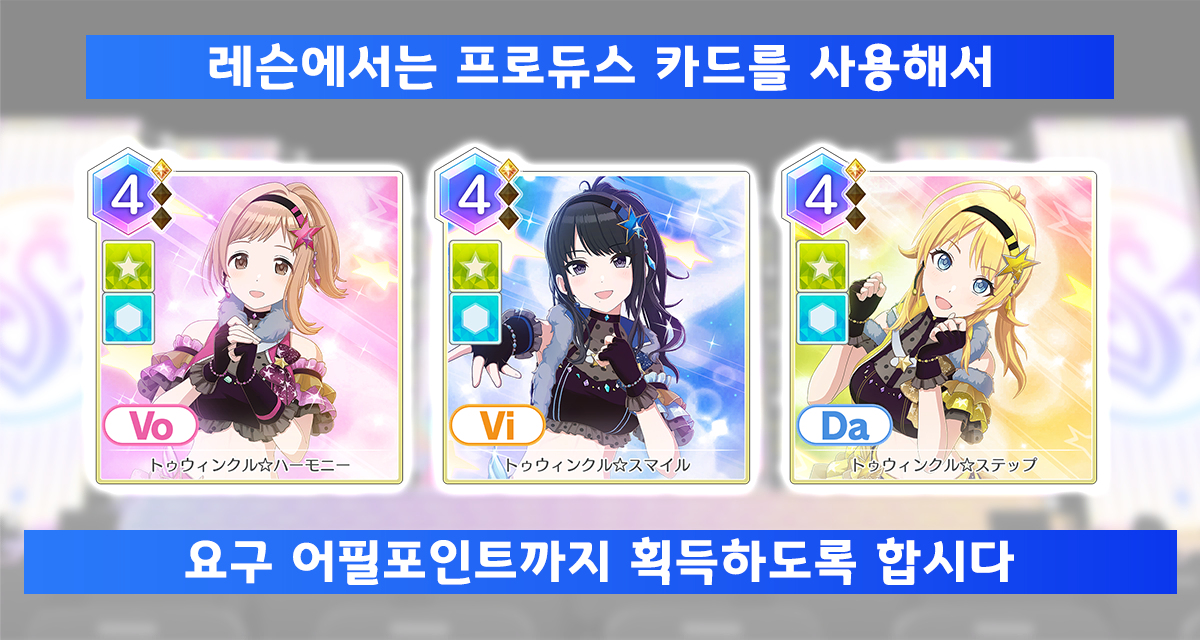 레슨에서는 프로듀스 카드를 사용해서
4
4
4
Vo
Vi
Da
トゥウィンクル☆ハーモニー
トゥウィンクル☆スマイル
トゥウィンクル☆ステップ
요구 어필포인트까지 획득하도록 합시다